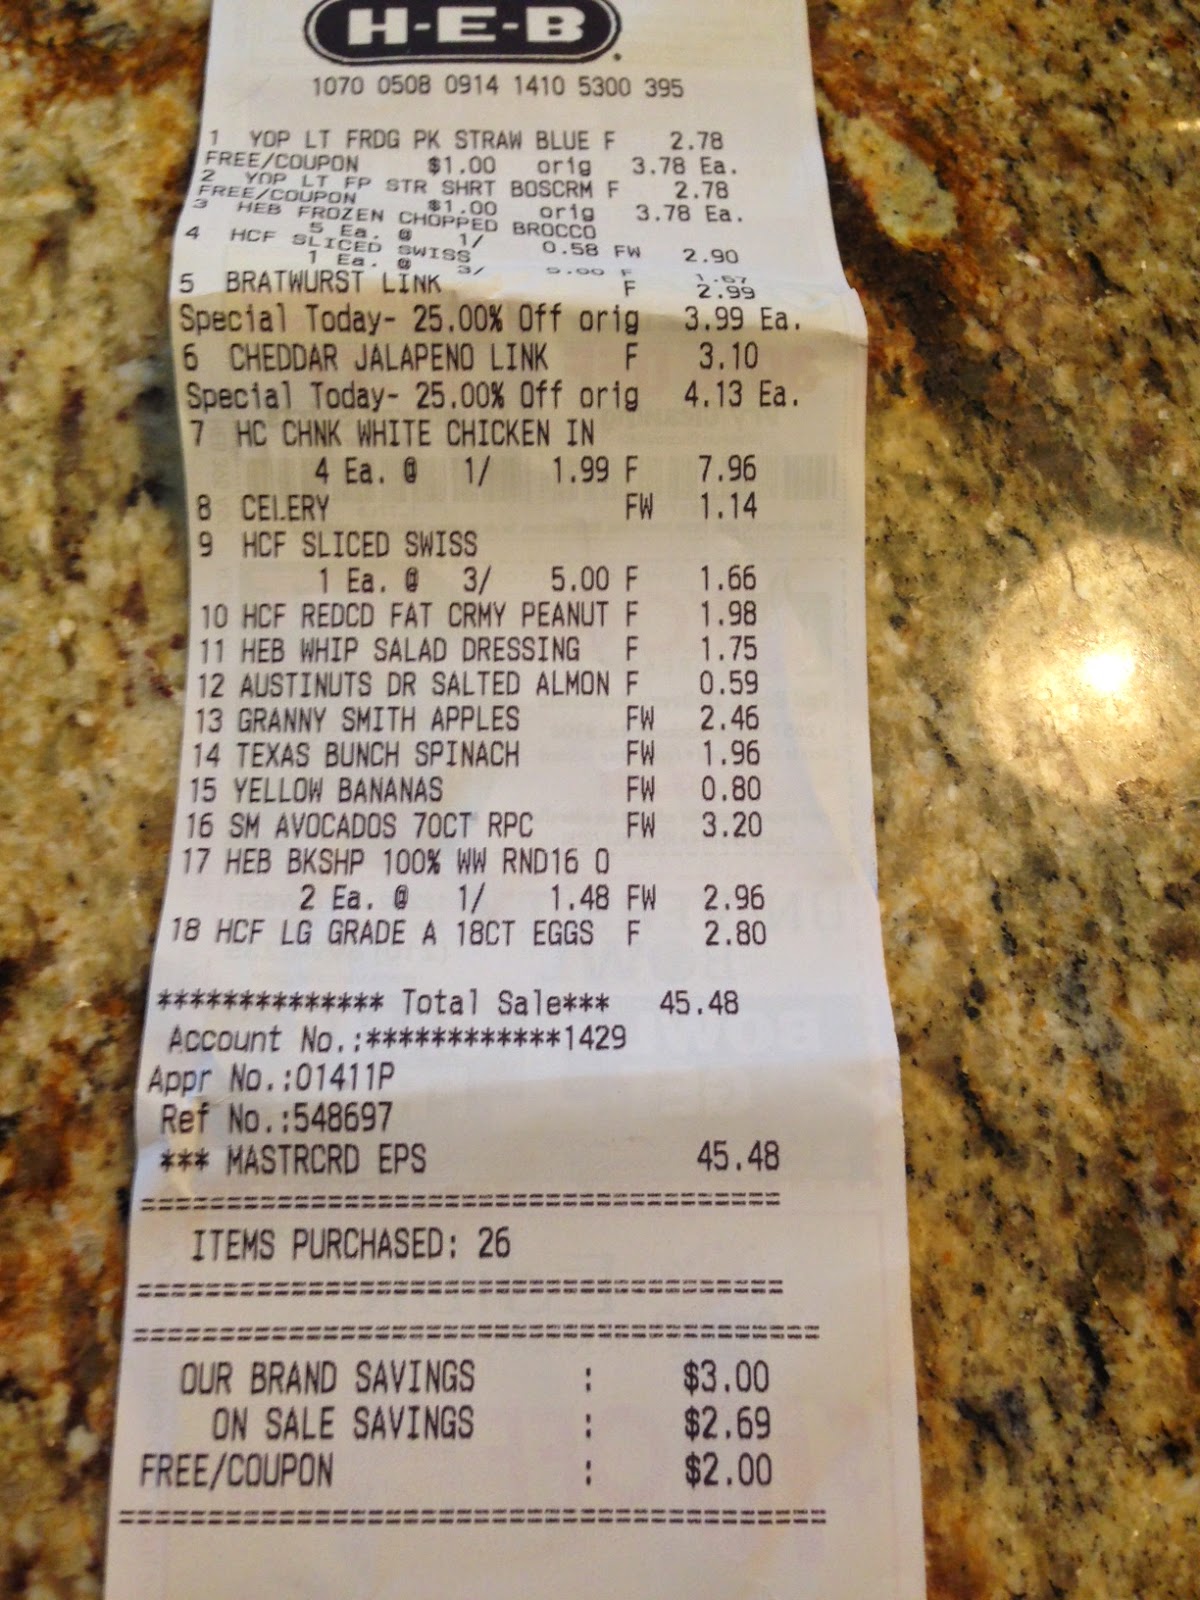 H-E-B
1070 0508 0914 1410 5300 395
1 YOP LT FRDG PK STRAW BLUE F 2.78
FREE/COUPON $1.00 orig 3.78 Ea.
2 YOP LT FP STR SHRT BOSCRM F 2.78
FREE/COUPON $1.00 orig 3.78 Ea.
3 HEB FROZEN CHOPPED BROCCO
5 Ea. @ 1/ 0.58 FW 2.90
4 HCF SLICED SWISS
1 Ea. @ 3/ 5.00 F 1.67
5 BRATWURST LINK F 2.99
Special Today- 25.00% Off orig 3.99 Ea.
6 CHEDDAR JALAPENO LINK F 3.10
Special Today- 25.00% Off orig 4.13 Ea.
7 HC CHNK WHITE CHICKEN IN
4 Ea. @ 1/ 1.99 F 7.96
8 CELERY FW 1.14
9 HCF SLICED SWISS
1 Ea. @ 3/ 5.00 F 1.66
10 HCF REDCD FAT CRMY PEANUT F 1.98
11 HEB WHIP SALAD DRESSING F 1.75
12 AUSTINUTS DR SALTED ALMON F 0.59
13 GRANNY SMITH APPLES FW 2.46
14 TEXAS BUNCH SPINACH FW 1.96
15 YELLOW BANANAS FW 0.80
16 SM AVOCADOS 70CT RPC FW 3.20
17 HEB BKSHP 100% WW RND16 O
2 Ea. @ 1/ 1.48 FW 2.96
18 HCF LG GRADE A 18CT EGGS F 2.80
************** Total Sale*** 45.48
Account No.:************1429
Appr No.:01411P
Ref No.:548697
*** MASTRCRD EPS 45.48
ITEMS PURCHASED: 26
OUR BRAND SAVINGS : $3.00
ON SALE SAVINGS : $2.69
FREE/COUPON : $2.00